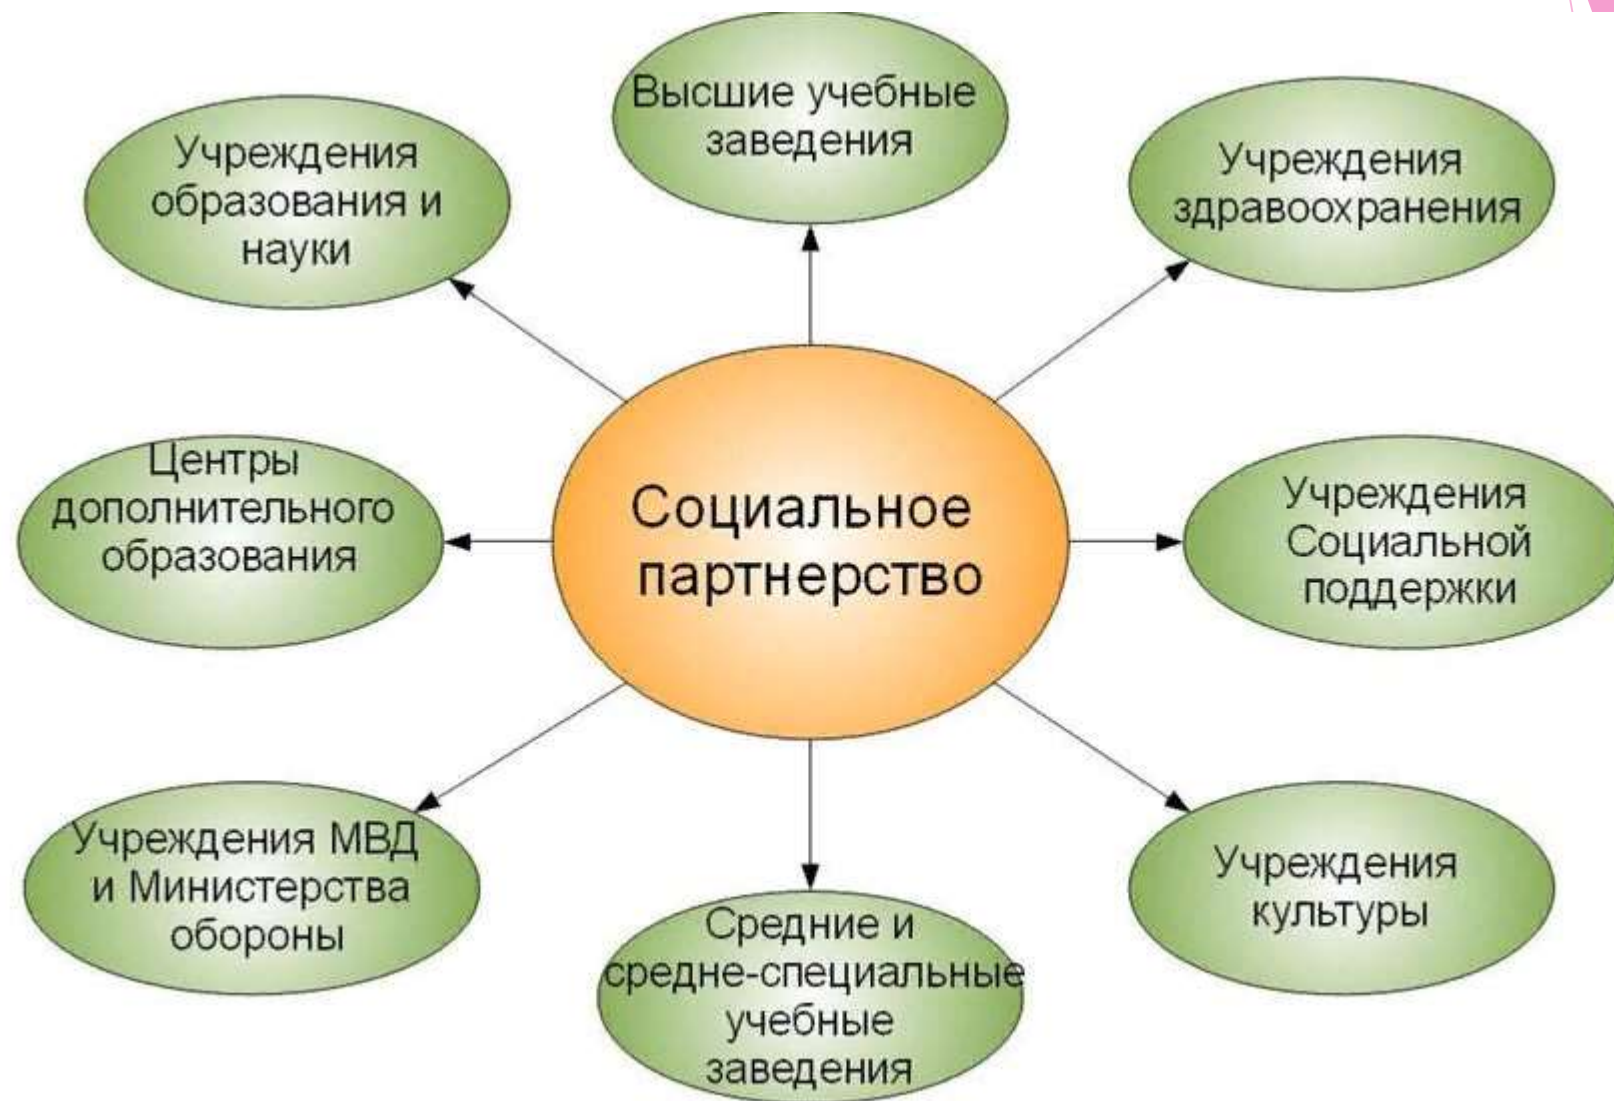 Высшие учебные
заведения
Учреждения
образования и
науки
Учреждения
здравоохранения
Центры
дополнительного
образования
Социальное
партнерство
Учреждения
Социальной
поддержки
Учреждения МВД
и Министерства
обороны
Средние и
средне-специальные
учебные
заведения
Учреждения
культуры